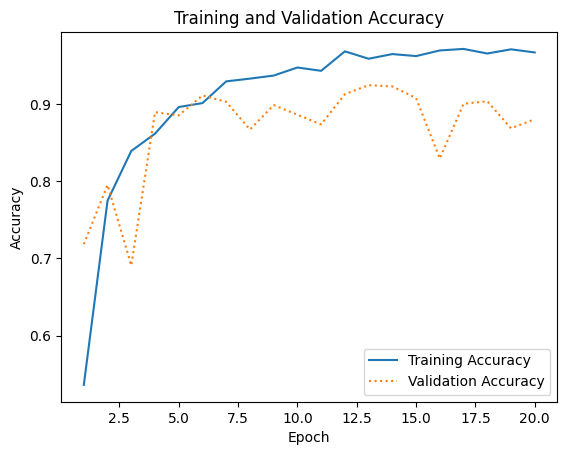 Training and Validation Accuracy
Accuracy
0.9
0.8
0.7
0.6
Training Accuracy
Validation Accuracy
2.5 5.0 7.5 10.0 12.5 15.0 17.5 20.0
Epoch